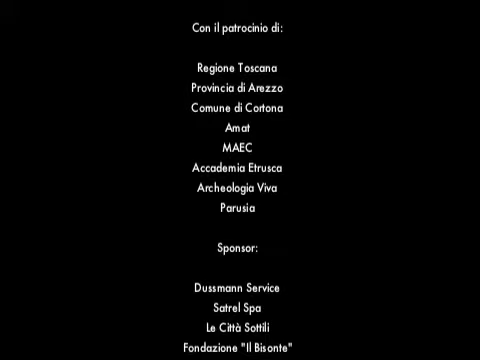 Con il patrocinio di:
Regione Toscana
Provincia di Arezzo
Comune di Cortona
Amat
MAEC
Accademia Etrusca
Archeologia Viva
Parusia
Sponsor:
Dussmann Service
Satrel Spa
Le Città Sottili
Fondazione "Il Bisonte"